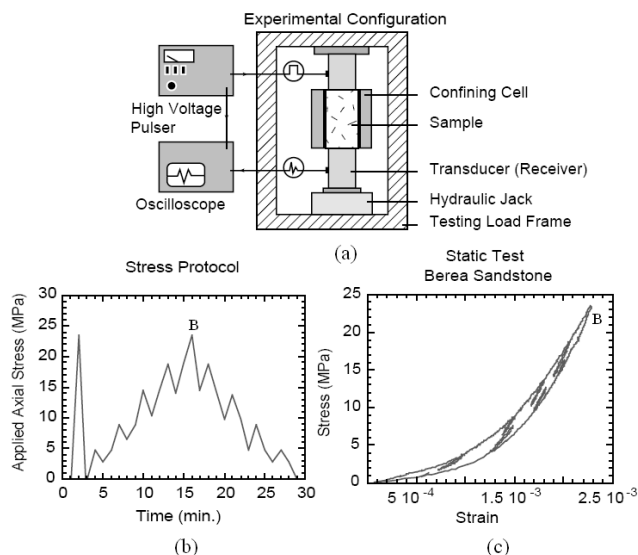 Experimental Configuration
High Voltage
Pulser
Oscilloscope
Confining Cell
Sample
Transducer (Receiver)
Hydraulic Jack
Testing Load Frame
(a)
Stress Protocol
Applied Axial Stress (MPa)
30
25
20
15
10
5
0
B
0 5 10 15 20 25 30
Time (min.)
(b)
Static Test
Berea Sandstone
Stress (MPa)
25
20
15
10
5
0
B
5 10⁻⁴ 1.5 10⁻³ 2.5 10⁻³
Strain
(c)